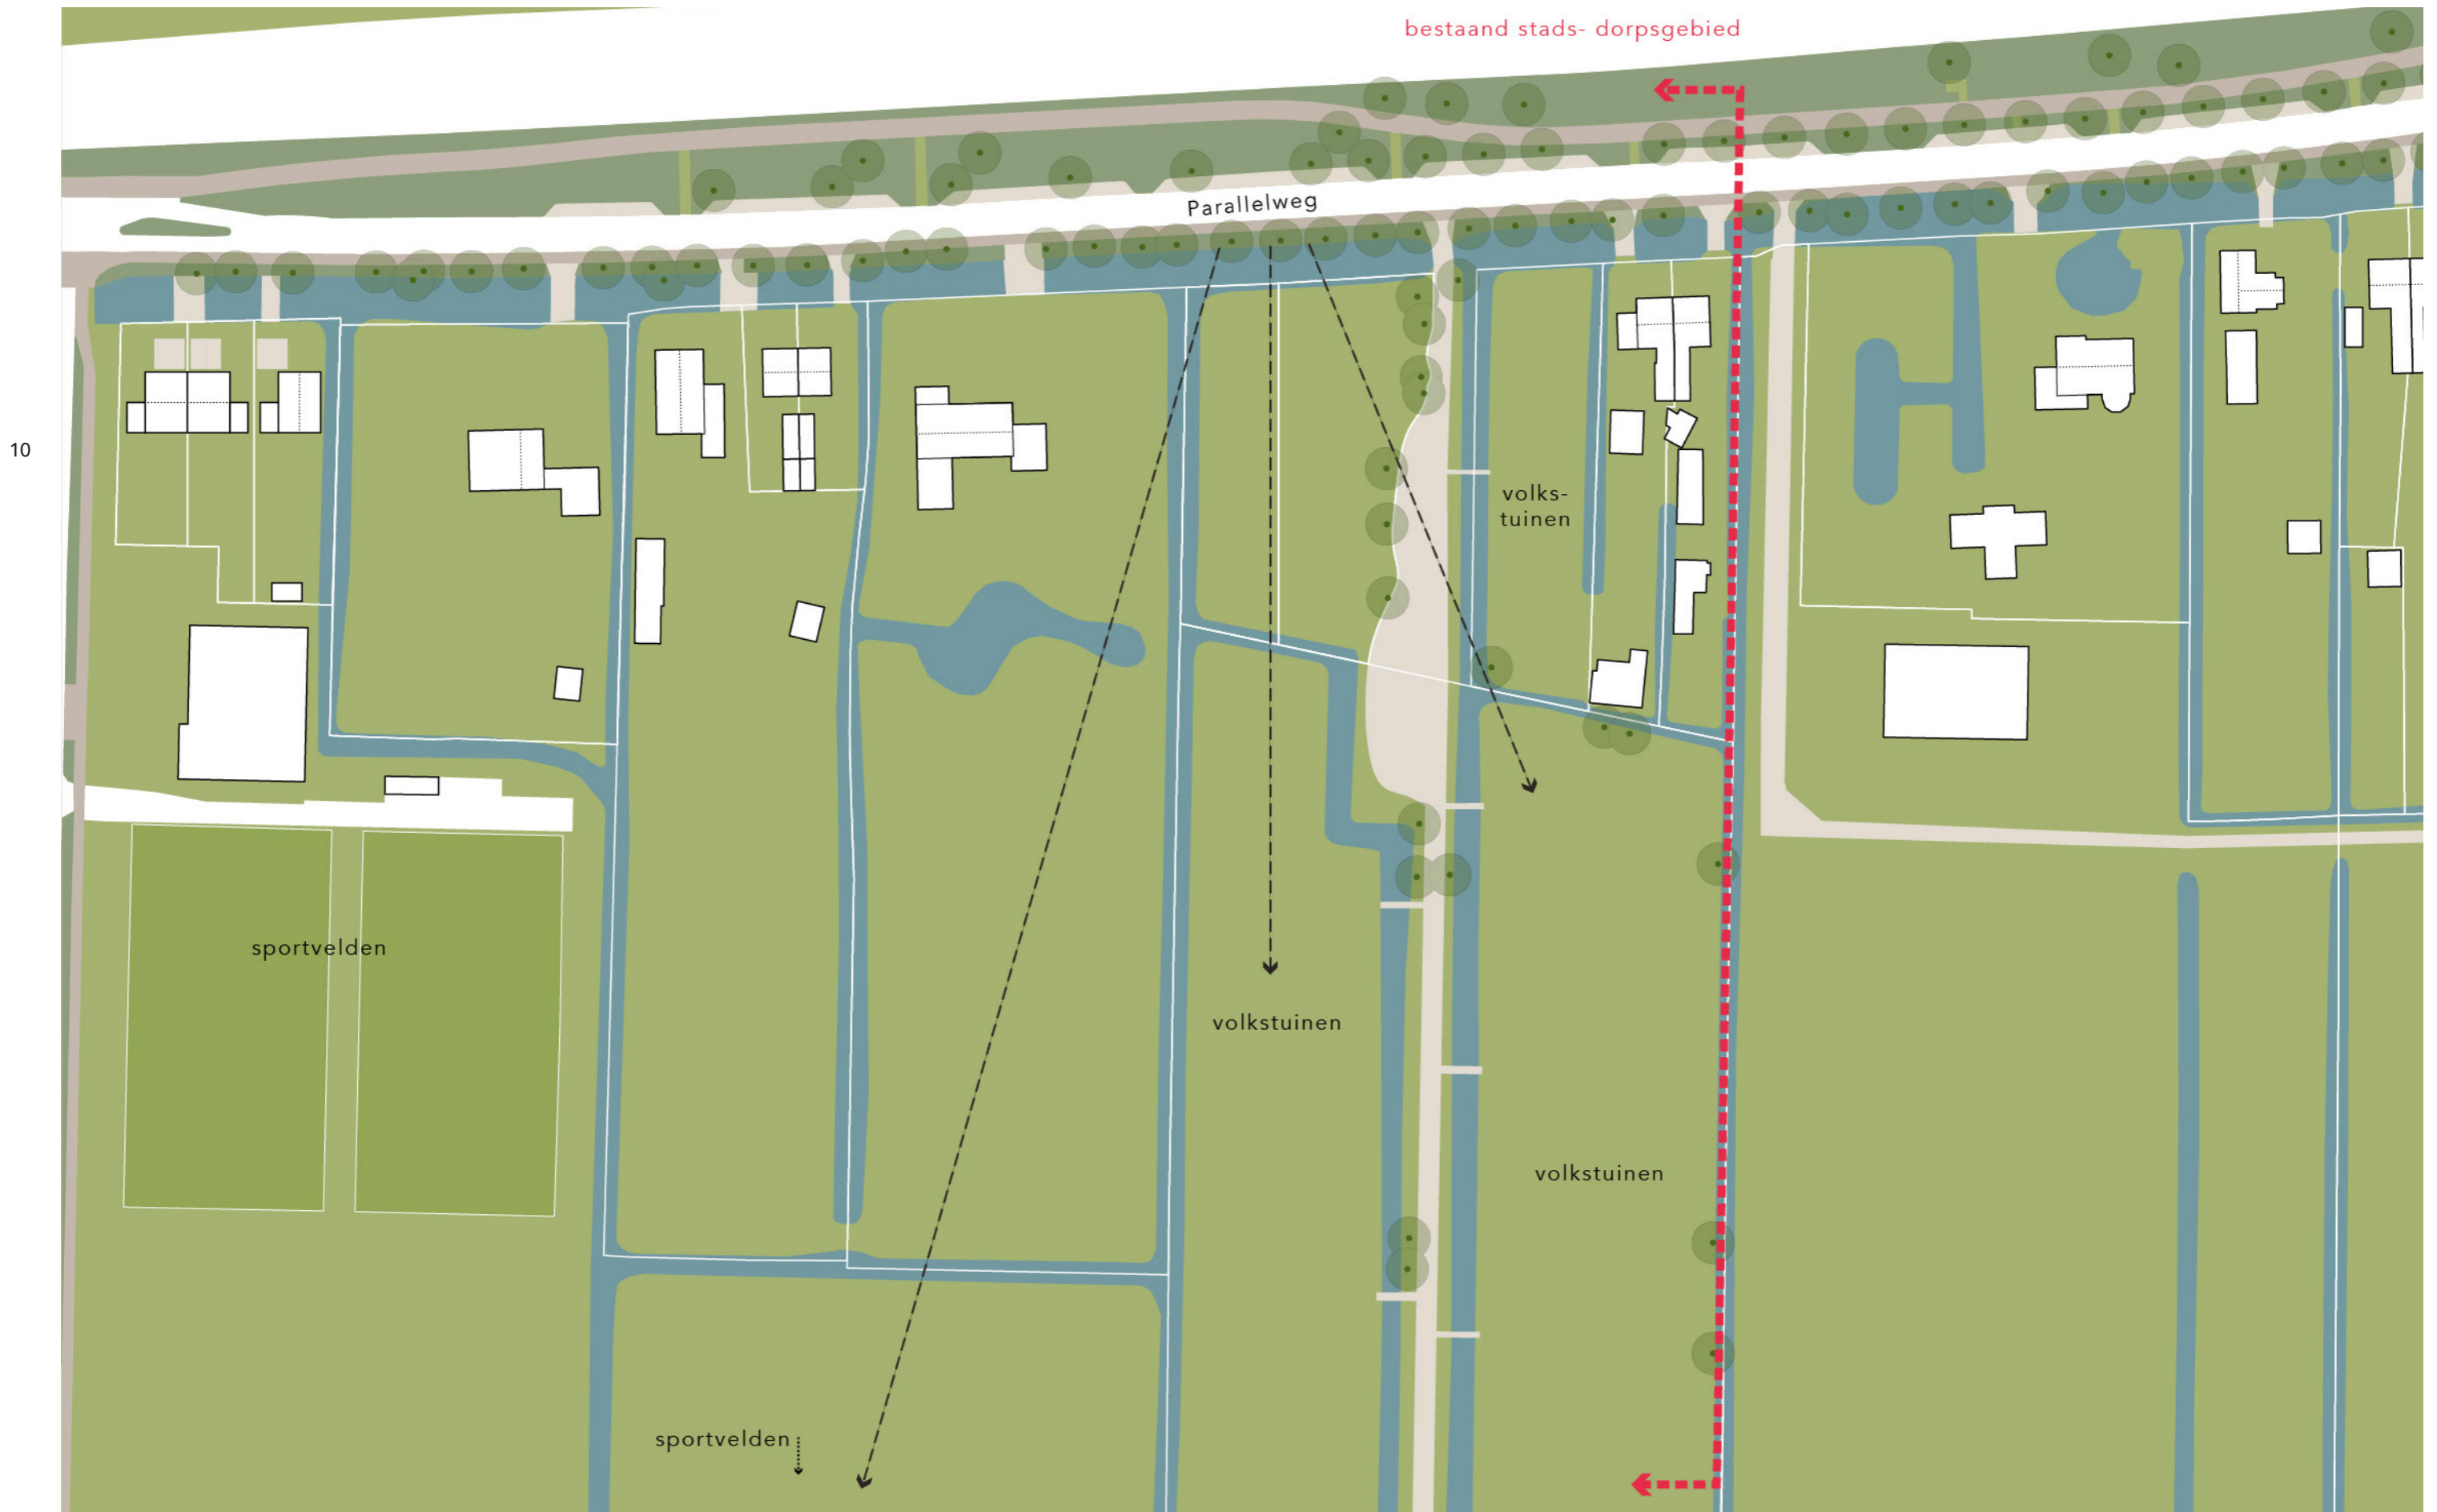 bestaand stads- dorpsgebied
Parallelweg
10
volks-
tuinen
sportvelden
volkstuinen
volkstuinen
sportvelden